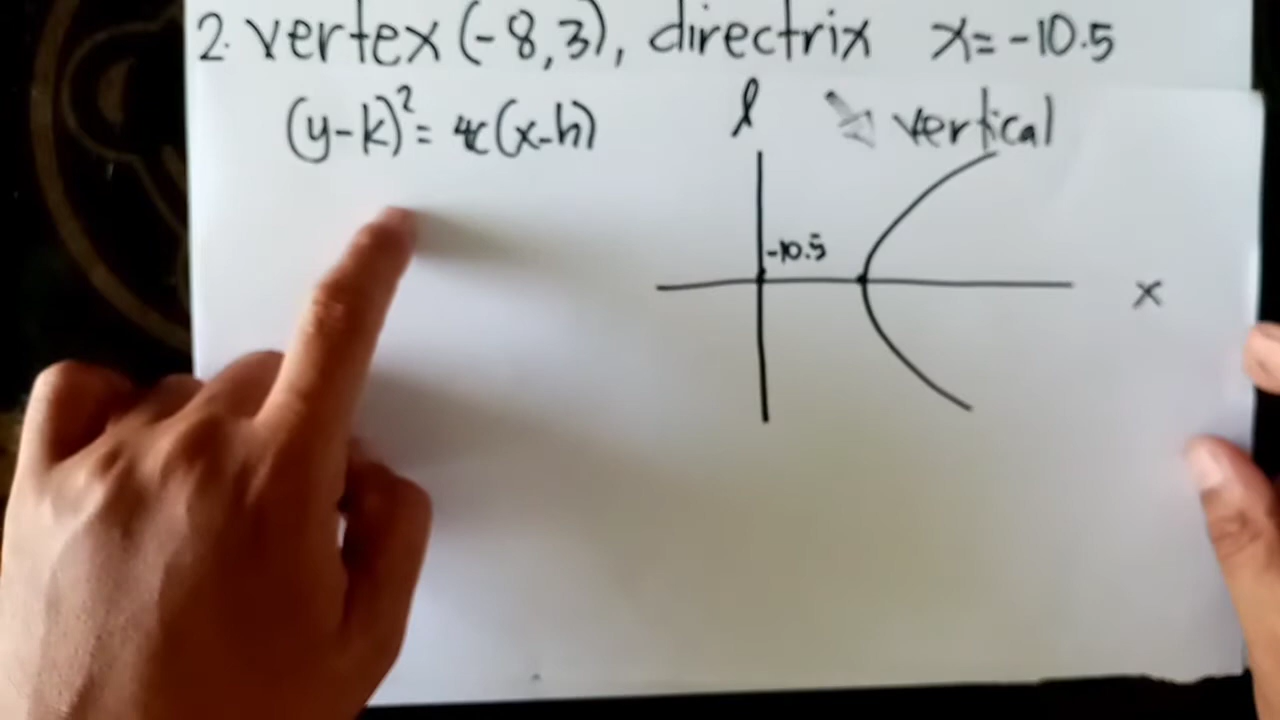 2. vertex (-8,3), directrix x = -10.5
(y-k)² = 4c(x-h)
l vertical
-10.5
x